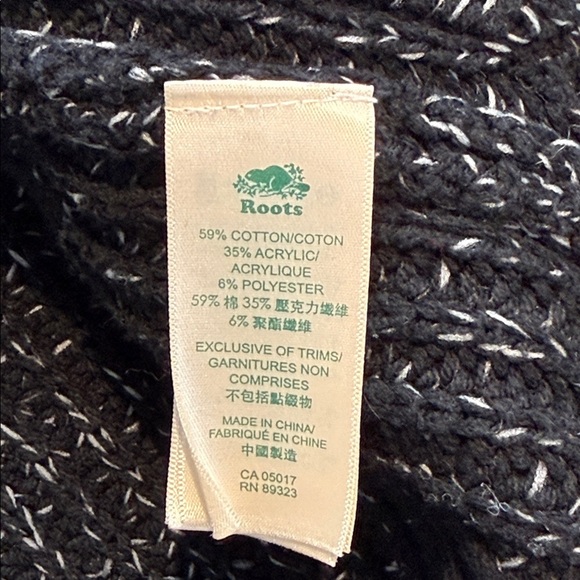 Roots
59% COTTON/COTON
35% ACRYLIC/
ACRYLIQUE
6% POLYESTER
59% 棉 35% 壓克力纖維
6% 聚酯纖維
EXCLUSIVE OF TRIMS/
GARNITURES NON
COMPRISES
不包括點綴物
MADE IN CHINA/
FABRIQUÉ EN CHINE
中國製造
CA 05017
RN 89323